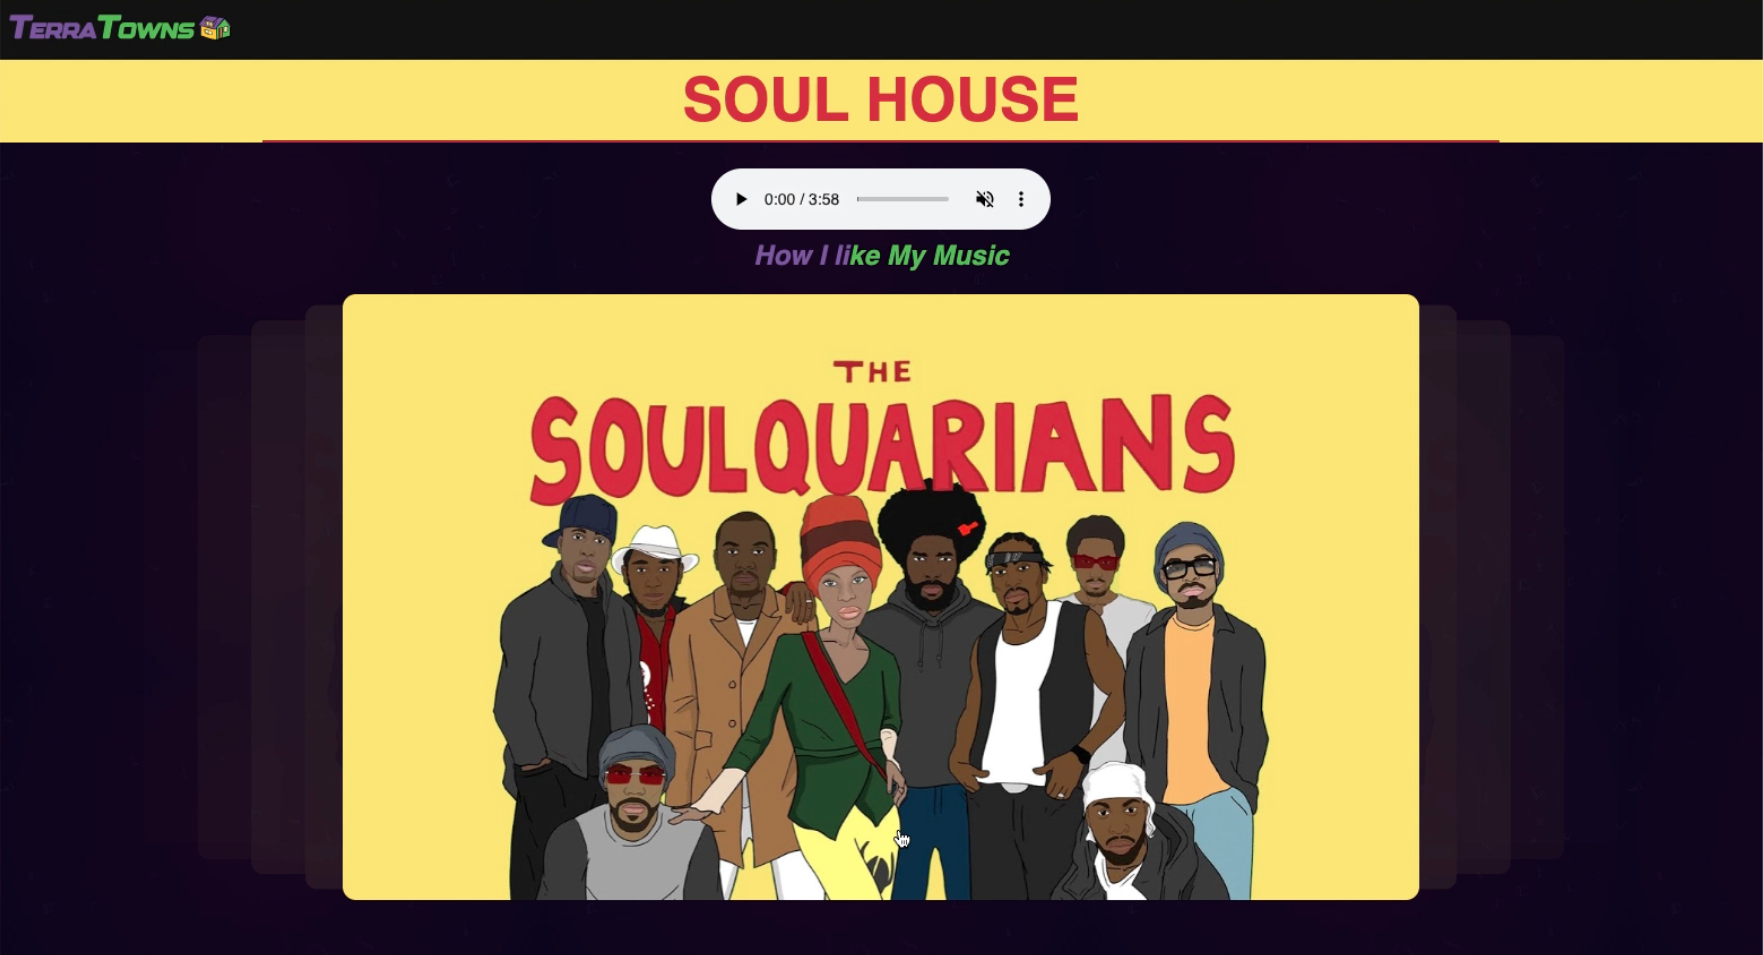 TERRATOWNS
SOUL HOUSE
0:00 / 3:58
How I like My Music
THE
SOULQUARIANS